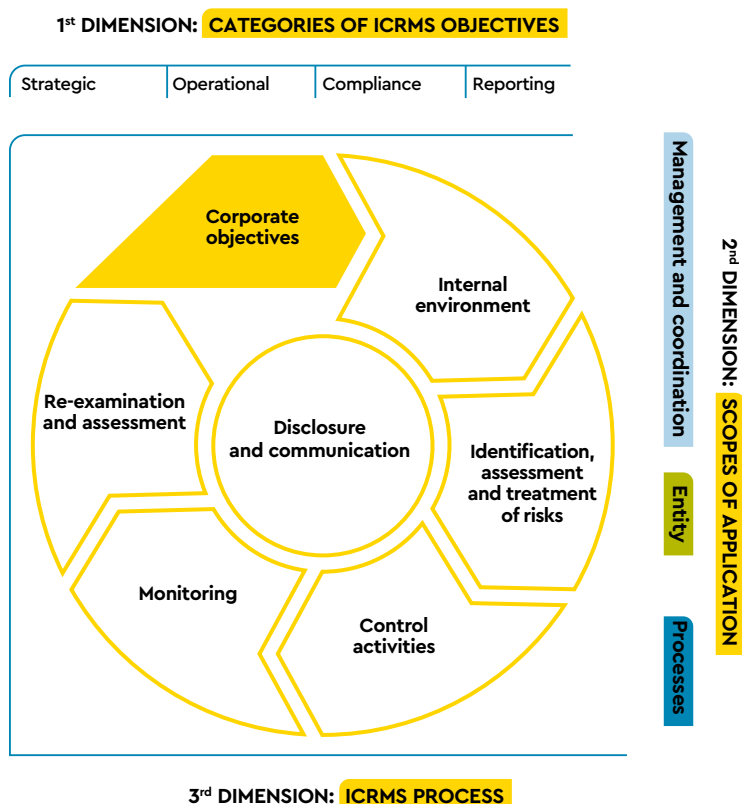 1st DIMENSION: CATEGORIES OF ICRMS OBJECTIVES
Strategic
Operational
Compliance
Reporting
Corporate
objectives
Internal
environment
Identification,
assessment
and treatment
of risks
Control
activities
Monitoring
Re-examination
and assessment
Disclosure
and communication
Management and coordination
Entity
Processes
2nd DIMENSION: SCOPES OF APPLICATION
3rd DIMENSION: ICRMS PROCESS